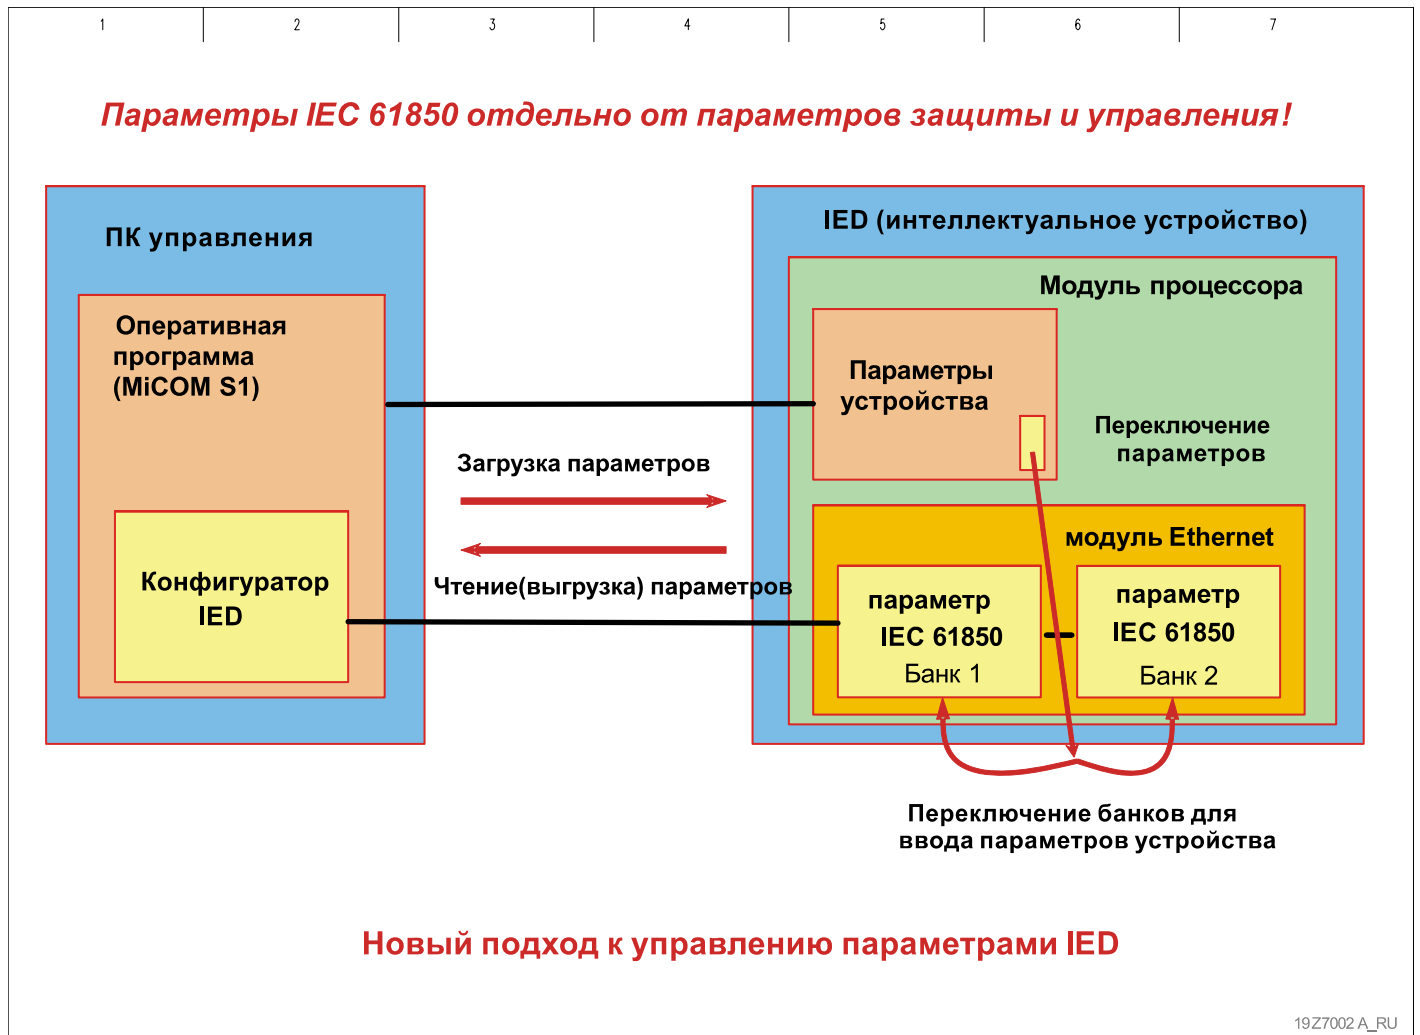 1 2 3 4 5 6 7
Параметры IEC 61850 отдельно от параметров защиты и управления!
ПК управления
Оперативная
программа
(MiCOM S1)
Конфигуратор
IED
Загрузка параметров
Чтение(выгрузка) параметров
IED (интеллектуальное устройство)
Модуль процессора
Параметры
устройства
Переключение
параметров
модуль Ethernet
параметр
IEC 61850
Банк 1
параметр
IEC 61850
Банк 2
Переключение банков для
ввода параметров устройства
Новый подход к управлению параметрами IED
19Z7002 A_RU